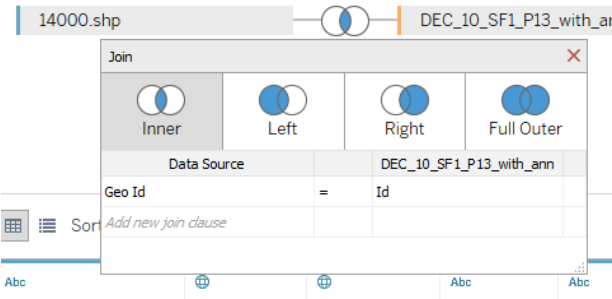 14000.shp
DEC_10_SF1_P13_with_a
Join
Inner
Left
Right
Full Outer
Data Source
DEC_10_SF1_P13_with_ann
Geo Id
=
Id
Sort
Add new join clause
Abc
Abc
Abc